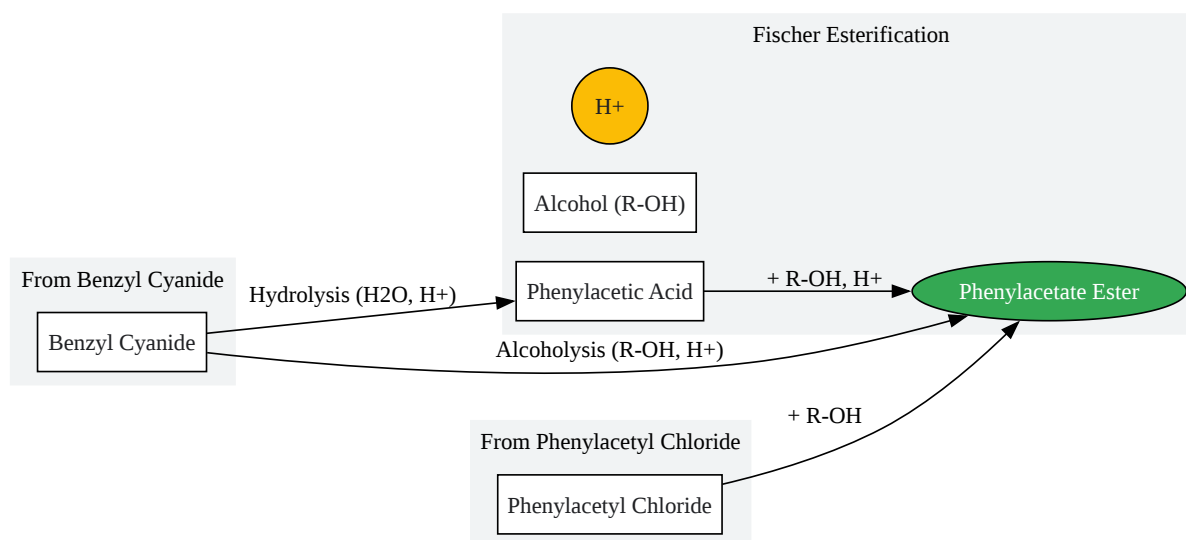 Fischer Esterification
H+
Alcohol (R-OH)
From Benzyl Cyanide
Hydrolysis (H2O, H+)
Phenylacetic Acid
+ R-OH, H+
Phenylacetate Ester
Benzyl Cyanide
Alcoholysis (R-OH, H+)
+ R-OH
From Phenylacetyl Chloride
Phenylacetyl Chloride